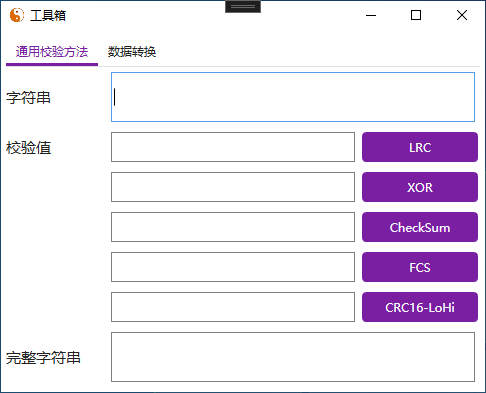 工具箱
通用校验方法 数据转换
字符串
校验值 LRC
XOR
CheckSum
FCS
CRC16-LoHi
完整字符串